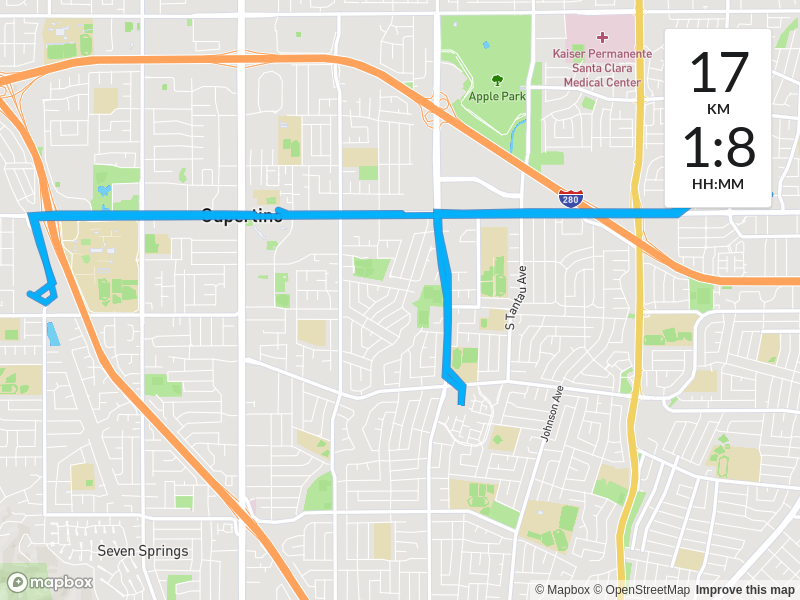 Kaiser Permanente
Santa Clara
Medical Center
Apple Park
17
KM
1:8
HH:MM
280
Cupertino
S Tantau Ave
Johnson Ave
Seven Springs
mapbox
© Mapbox © OpenStreetMap Improve this map